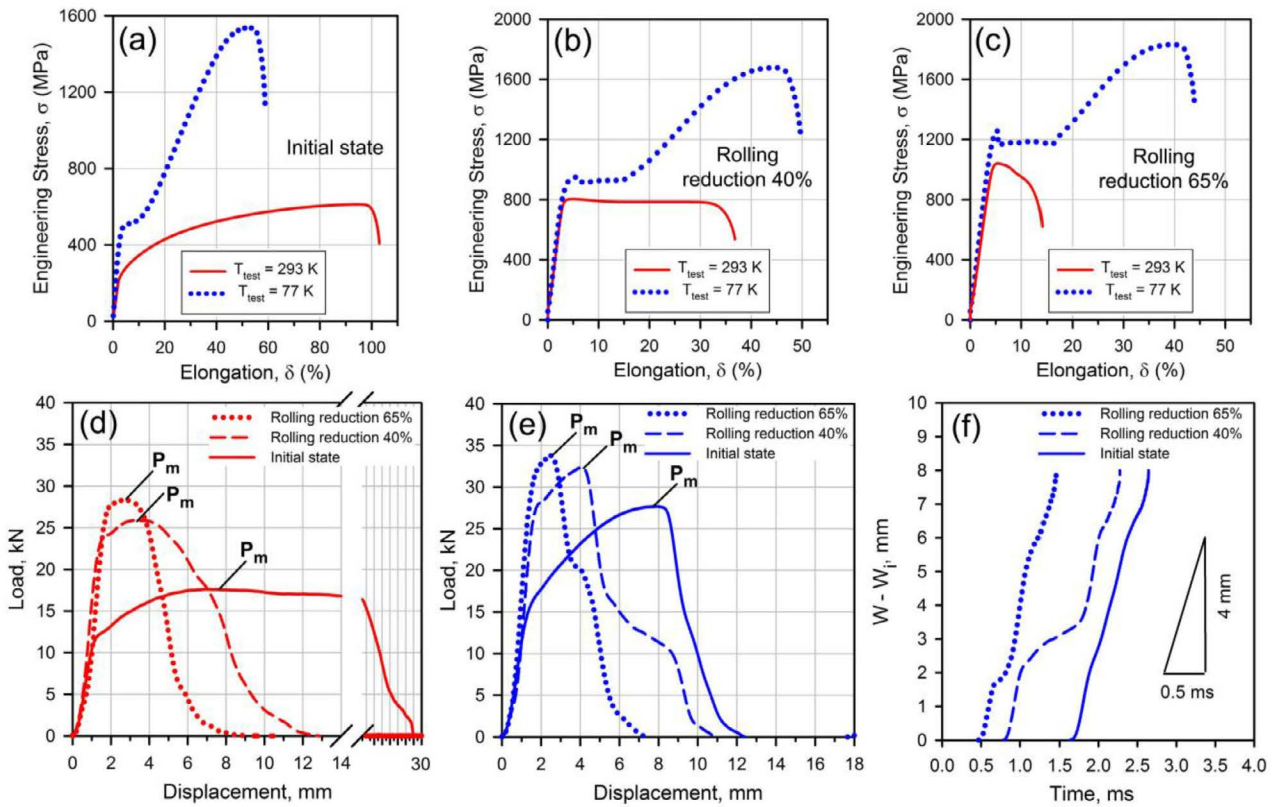 (a)
Engineering Stress, σ (MPa)
1600
1200
800
400
0
Initial state
T_test = 293 K
T_test = 77 K
0 20 40 60 80 100
Elongation, δ (%)
(b)
Engineering Stress, σ (MPa)
2000
1600
1200
800
400
0
Rolling
reduction 40%
T_test = 293 K
T_test = 77 K
0 10 20 30 40 50
Elongation, δ (%)
(c)
Engineering Stress, σ (MPa)
2000
1600
1200
800
400
0
Rolling
reduction 65%
T_test = 293 K
T_test = 77 K
0 10 20 30 40 50
Elongation, δ (%)
(d)
Load, kN
40
35
30
25
20
15
10
5
0
Rolling reduction 65%
Rolling reduction 40%
Initial state
P_m
P_m
P_m
0 2 4 6 8 10 12 14 30
Displacement, mm
(e)
Load, kN
40
35
30
25
20
15
10
5
0
Rolling reduction 65%
Rolling reduction 40%
Initial state
P_m
P_m
P_m
0 2 4 6 8 10 12 14 16 18
Displacement, mm
(f)
W - W_i, mm
10
9
8
7
6
5
4
3
2
1
0
Rolling reduction 65%
Rolling reduction 40%
Initial state
4 mm
0.5 ms
0.0 0.5 1.0 1.5 2.0 2.5 3.0 3.5 4.0
Time, ms